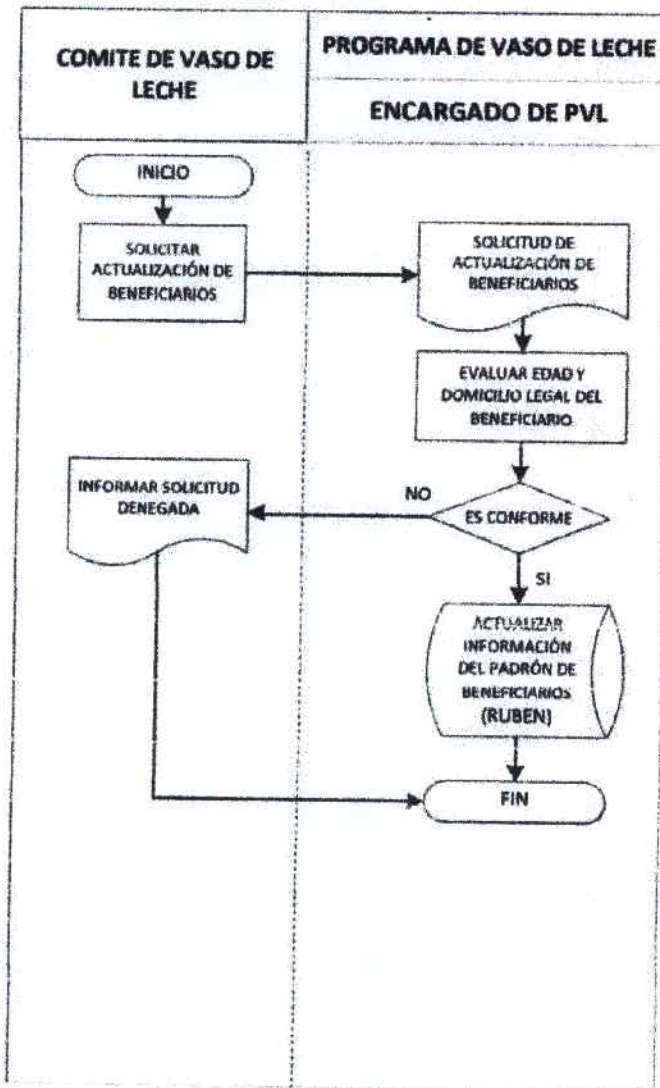 COMITE DE VASO DE
LECHE
PROGRAMA DE VASO DE LECHE
ENCARGADO DE PVL
INICIO
SOLICITAR
ACTUALIZACIÓN DE
BENEFICIARIOS
SOLICITUD DE
ACTUALIZACIÓN DE
BENEFICIARIOS
EVALUAR EDAD Y
DOMICILIO LEGAL DEL
BENEFICIARIO
INFORMAR SOLICITUD
DENEGADA
NO
ES CONFORME
SI
ACTUALIZAR
INFORMACIÓN
DEL PADRÓN DE
BENEFICIARIOS
(RUBEN)
FIN